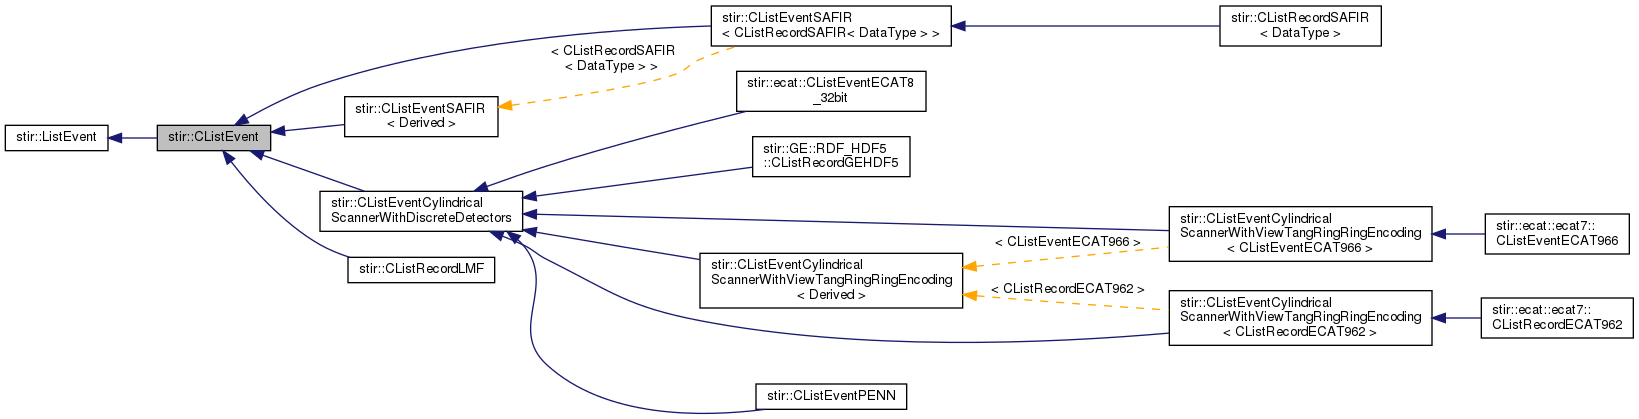 stir::ListEvent
stir::CListEvent
stir::CListEventSAFIR
< Derived >
stir::CListEventCylindrical
ScannerWithDiscreteDetectors
stir::CListRecordLMF
< CListRecordSAFIR
< DataType > >
stir::CListEventSAFIR
< CListRecordSAFIR< DataType > >
stir::CListRecordSAFIR
< DataType >
stir::ecat::CListEventECAT8
_32bit
stir::GE::RDF_HDF5
::CListRecordGEHDF5
stir::CListEventCylindrical
ScannerWithViewTangRingRingEncoding
< Derived >
stir::CListEventPENN
< CListEventECAT966 >
< CListRecordECAT962 >
stir::CListEventCylindrical
ScannerWithViewTangRingRingEncoding
< CListEventECAT966 >
stir::ecat::ecat7::
CListEventECAT966
stir::CListEventCylindrical
ScannerWithViewTangRingRingEncoding
< CListRecordECAT962 >
stir::ecat::ecat7::
CListRecordECAT962